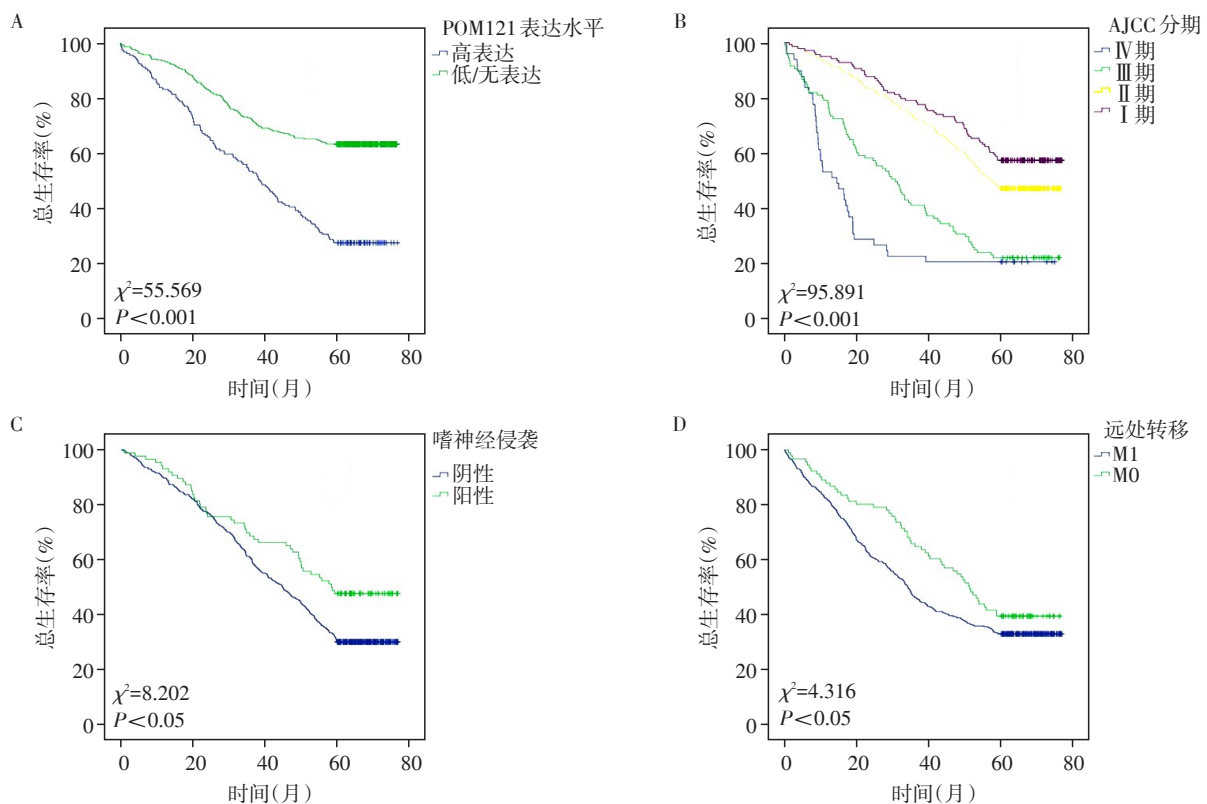 A
POM121表达水平
高表达
低/无表达
100
80
60
40
20
0
总生存率(%)
χ²=55.569
P<0.001
0 20 40 60 80
时间(月)
B
AJCC分期
Ⅳ期
Ⅲ期
Ⅱ期
Ⅰ期
100
80
60
40
20
0
总生存率(%)
χ²=95.891
P<0.001
0 20 40 60 80
时间(月)
C
嗜神经侵袭
阴性
阳性
100
80
60
40
20
0
总生存率(%)
χ²=8.202
P<0.05
0 20 40 60 80
时间(月)
D
远处转移
M1
M0
100
80
60
40
20
0
总生存率(%)
χ²=4.316
P<0.05
0 20 40 60 80
时间(月)